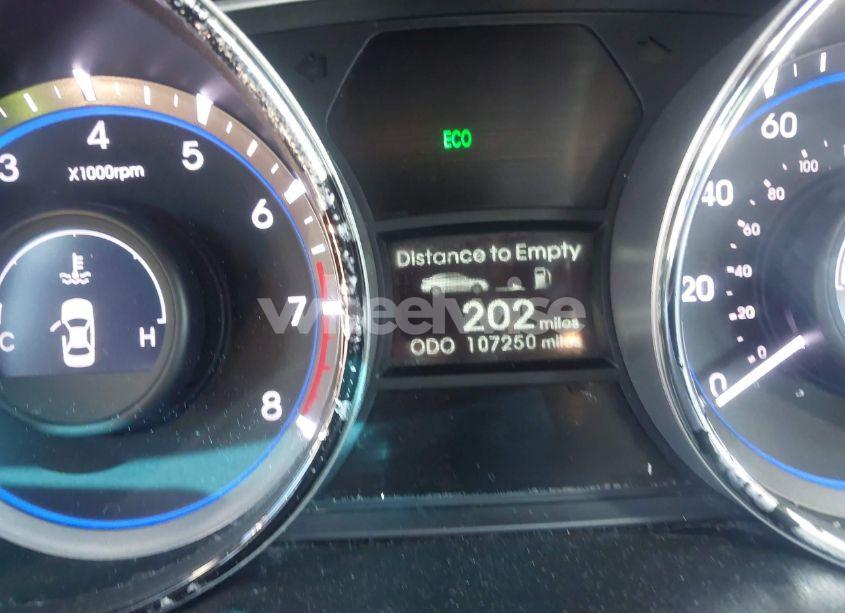 3 4 5 6 7 8
X1000rpm
C H
ECO
Distance to Empty
202 miles
ODO 107250 miles
60 40 20 0
100 80 60 40 20 0
wheelwise